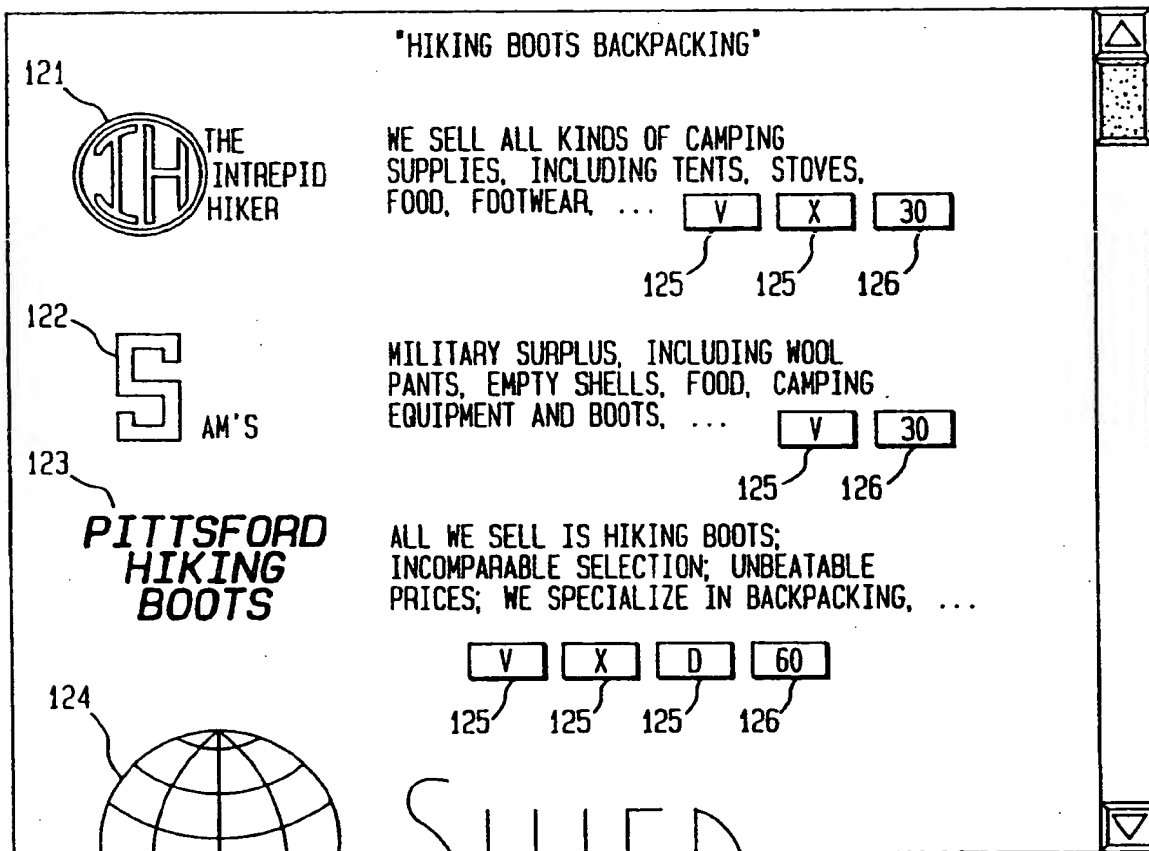 "HIKING BOOTS BACKPACKING"
121
IH THE
INTREPID
HIKER
WE SELL ALL KINDS OF CAMPING
SUPPLIES, INCLUDING TENTS, STOVES,
FOOD, FOOTWEAR, ... V X 30
125 125 126
122
SAM'S
MILITARY SURPLUS, INCLUDING WOOL
PANTS, EMPTY SHELLS, FOOD, CAMPING
EQUIPMENT AND BOOTS, ... V 30
125 126
123
PITTSFORD
HIKING
BOOTS
ALL WE SELL IS HIKING BOOTS;
INCOMPARABLE SELECTION; UNBEATABLE
PRICES; WE SPECIALIZE IN BACKPACKING, ...
V X D 60
125 125 125 126
124